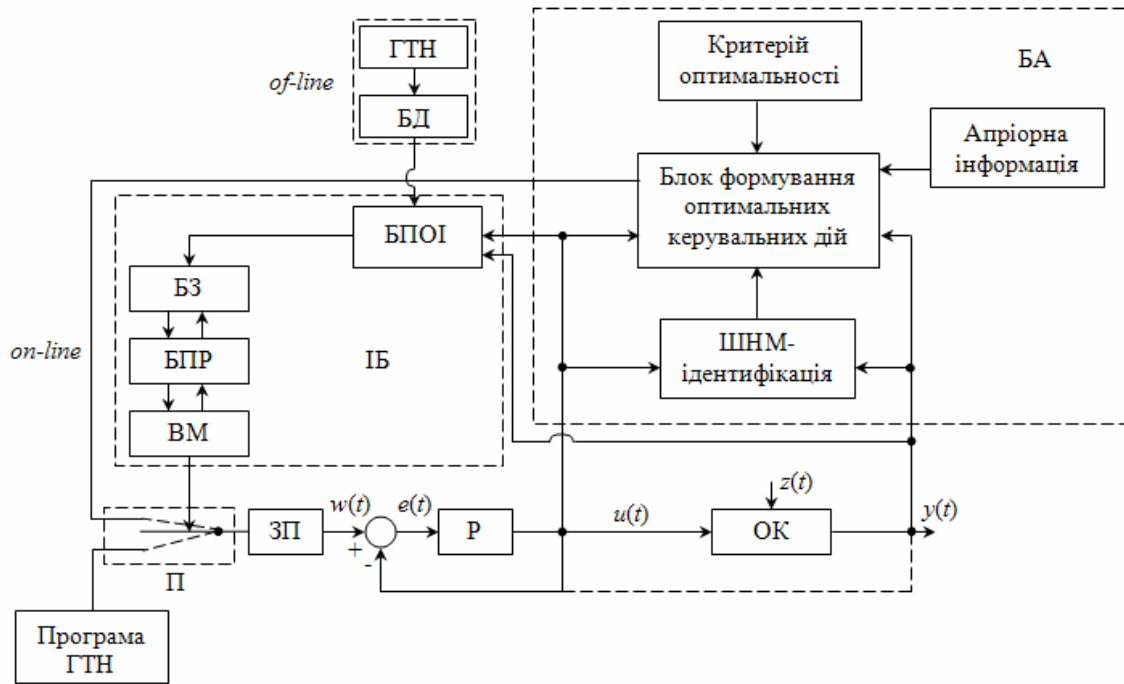 ГТН
of-line
БД
Критерій
оптимальності
БА
Апріорна
інформація
Блок формування
оптимальних
керувальних дій
БПОІ
БЗ
on-line
БПР
ІБ
ШНМ-
ідентифікація
ВМ
z(t)
w(t)
e(t)
u(t)
y(t)
ЗП
+
-
Р
ОК
П
Програма
ГТН